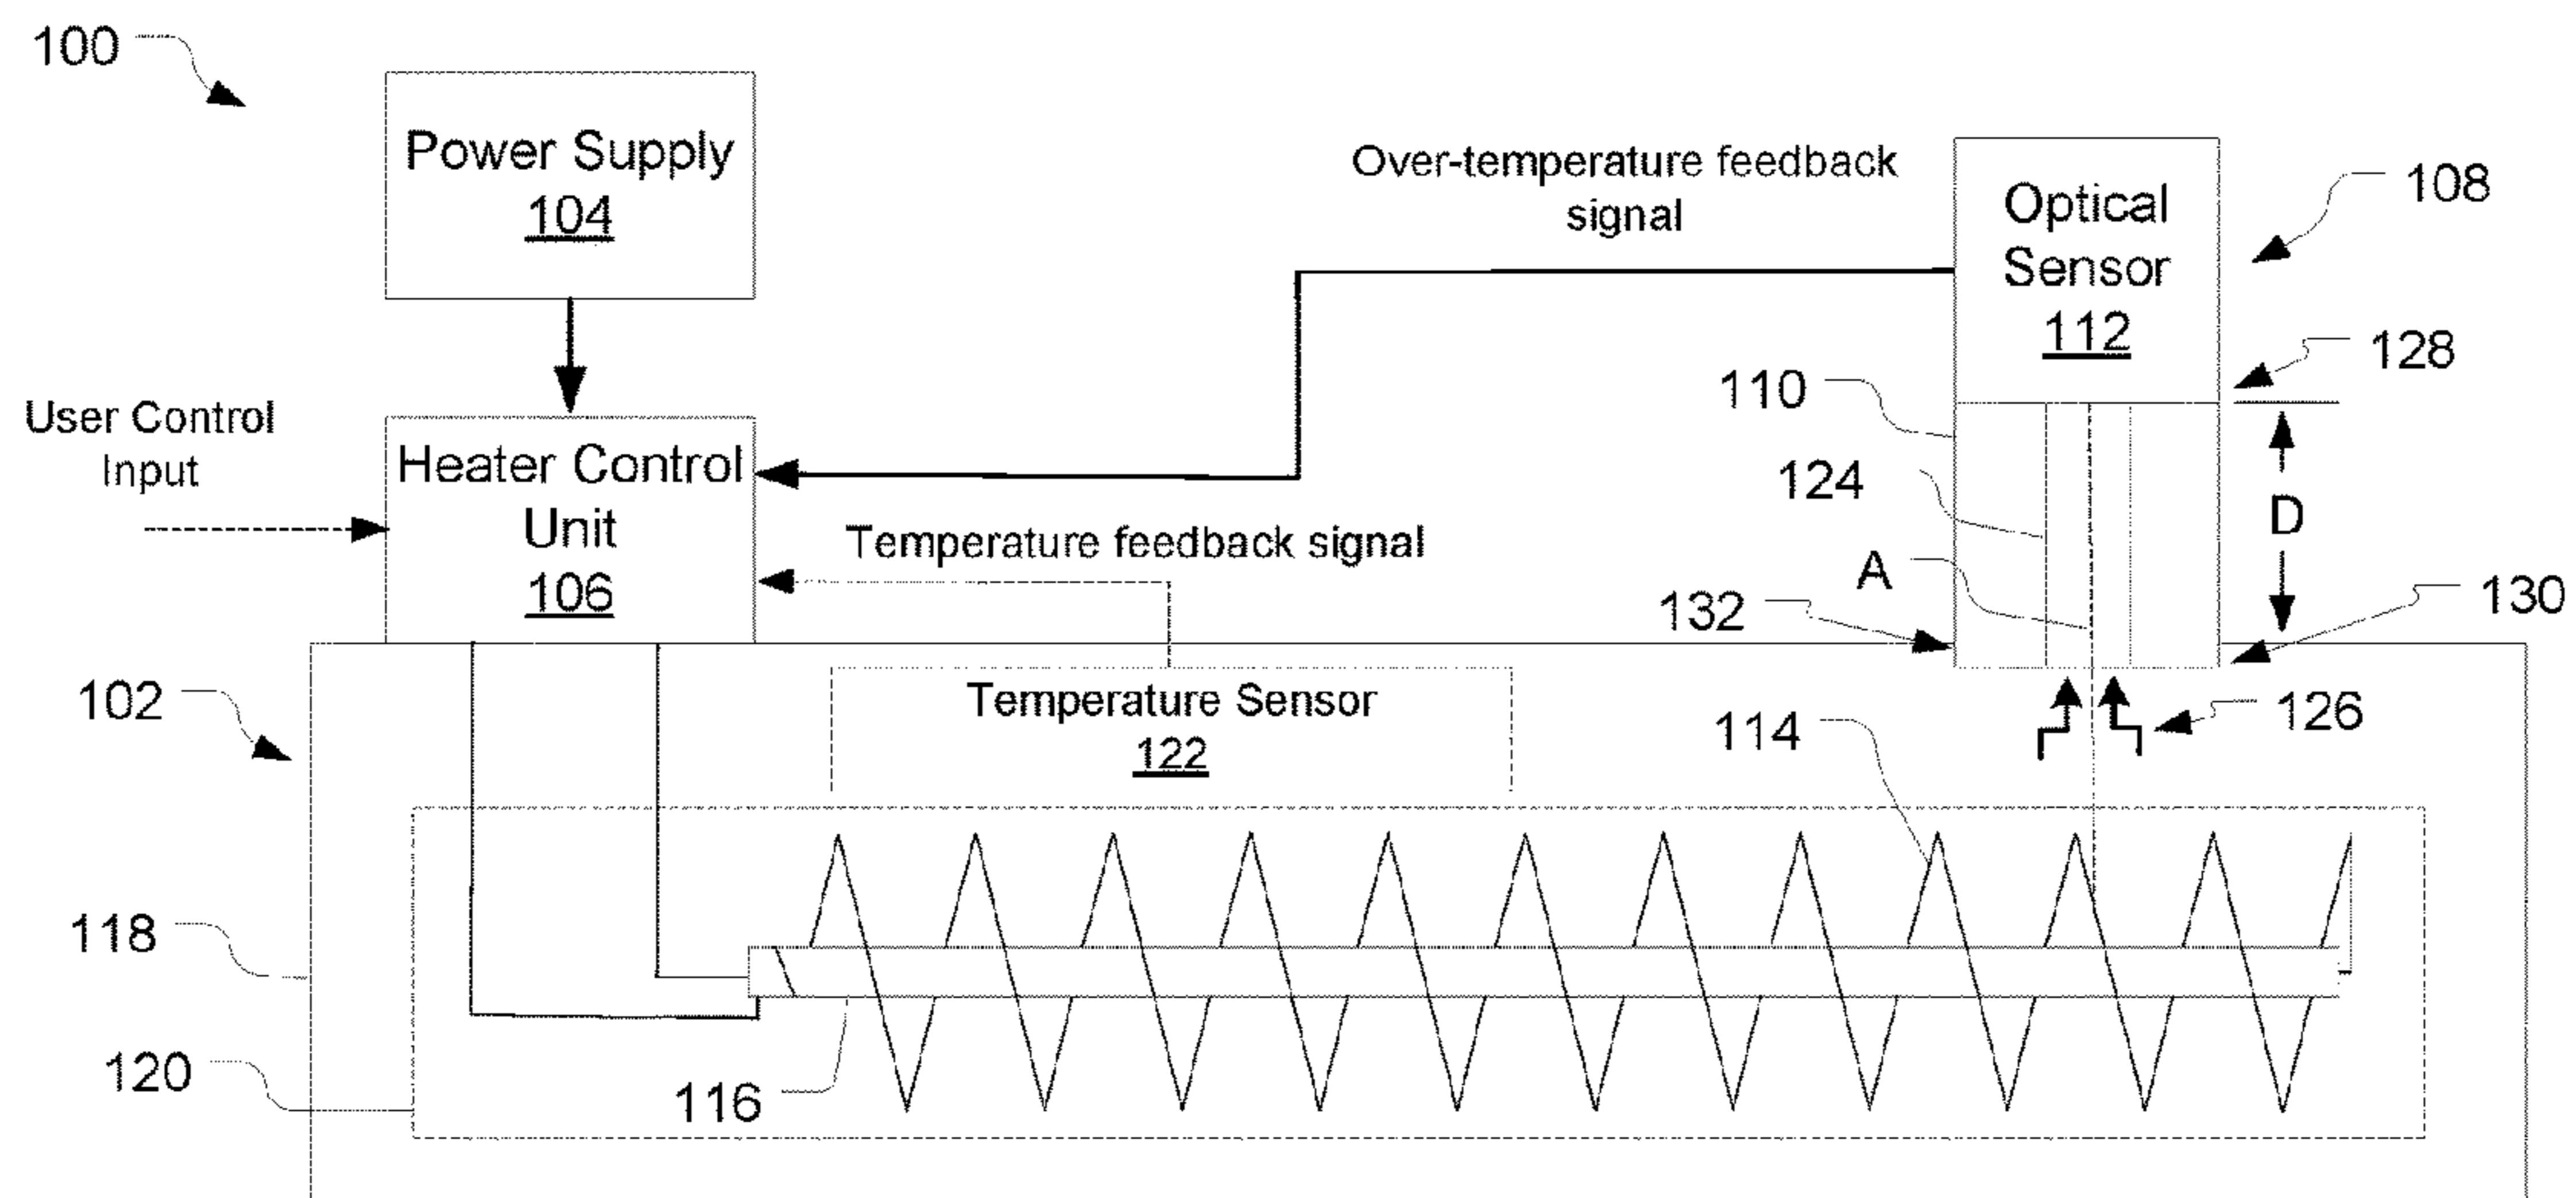 100
Power Supply
104
Over-temperature feedback
signal
Optical
Sensor
112
108
128
110
User Control
Input
Heater Control
Unit
106
124
D
Temperature feedback signal
A
132
130
102
Temperature Sensor
122
114
126
118
116
120